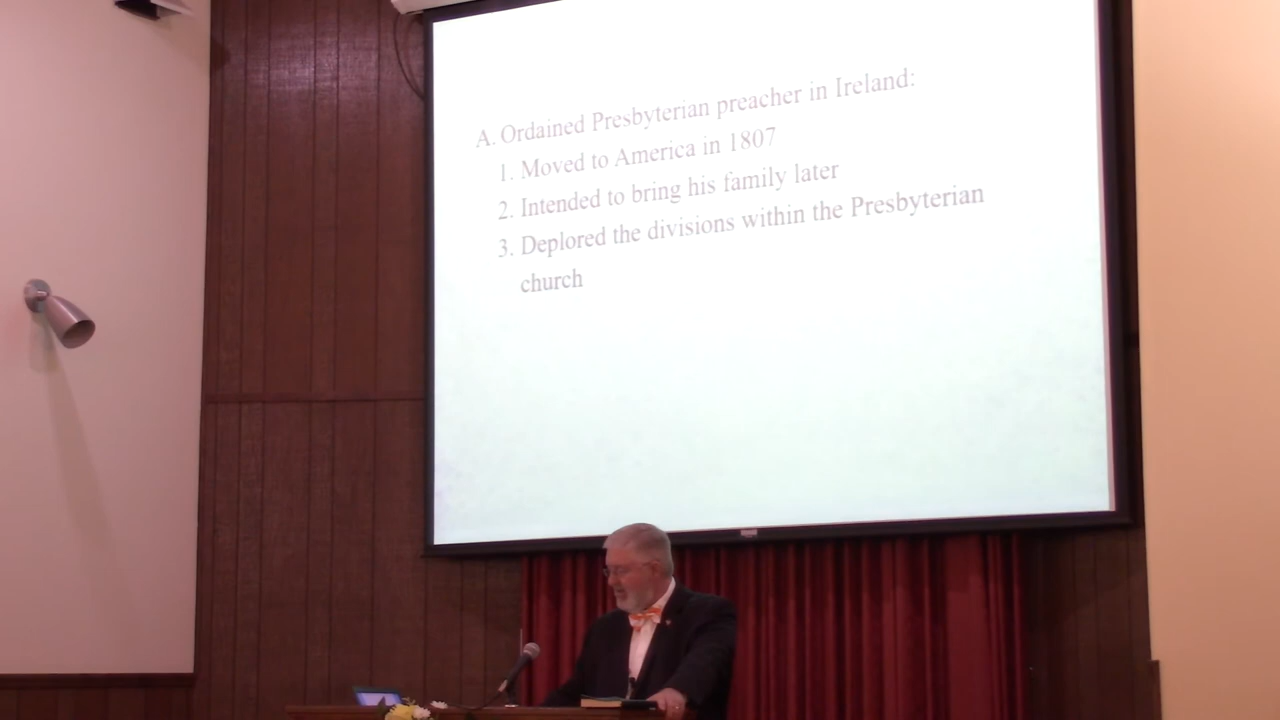 A. Ordained Presbyterian preacher in Ireland:
1. Moved to America in 1807
2. Intended to bring his family later
3. Deplored the divisions within the Presbyterian
church